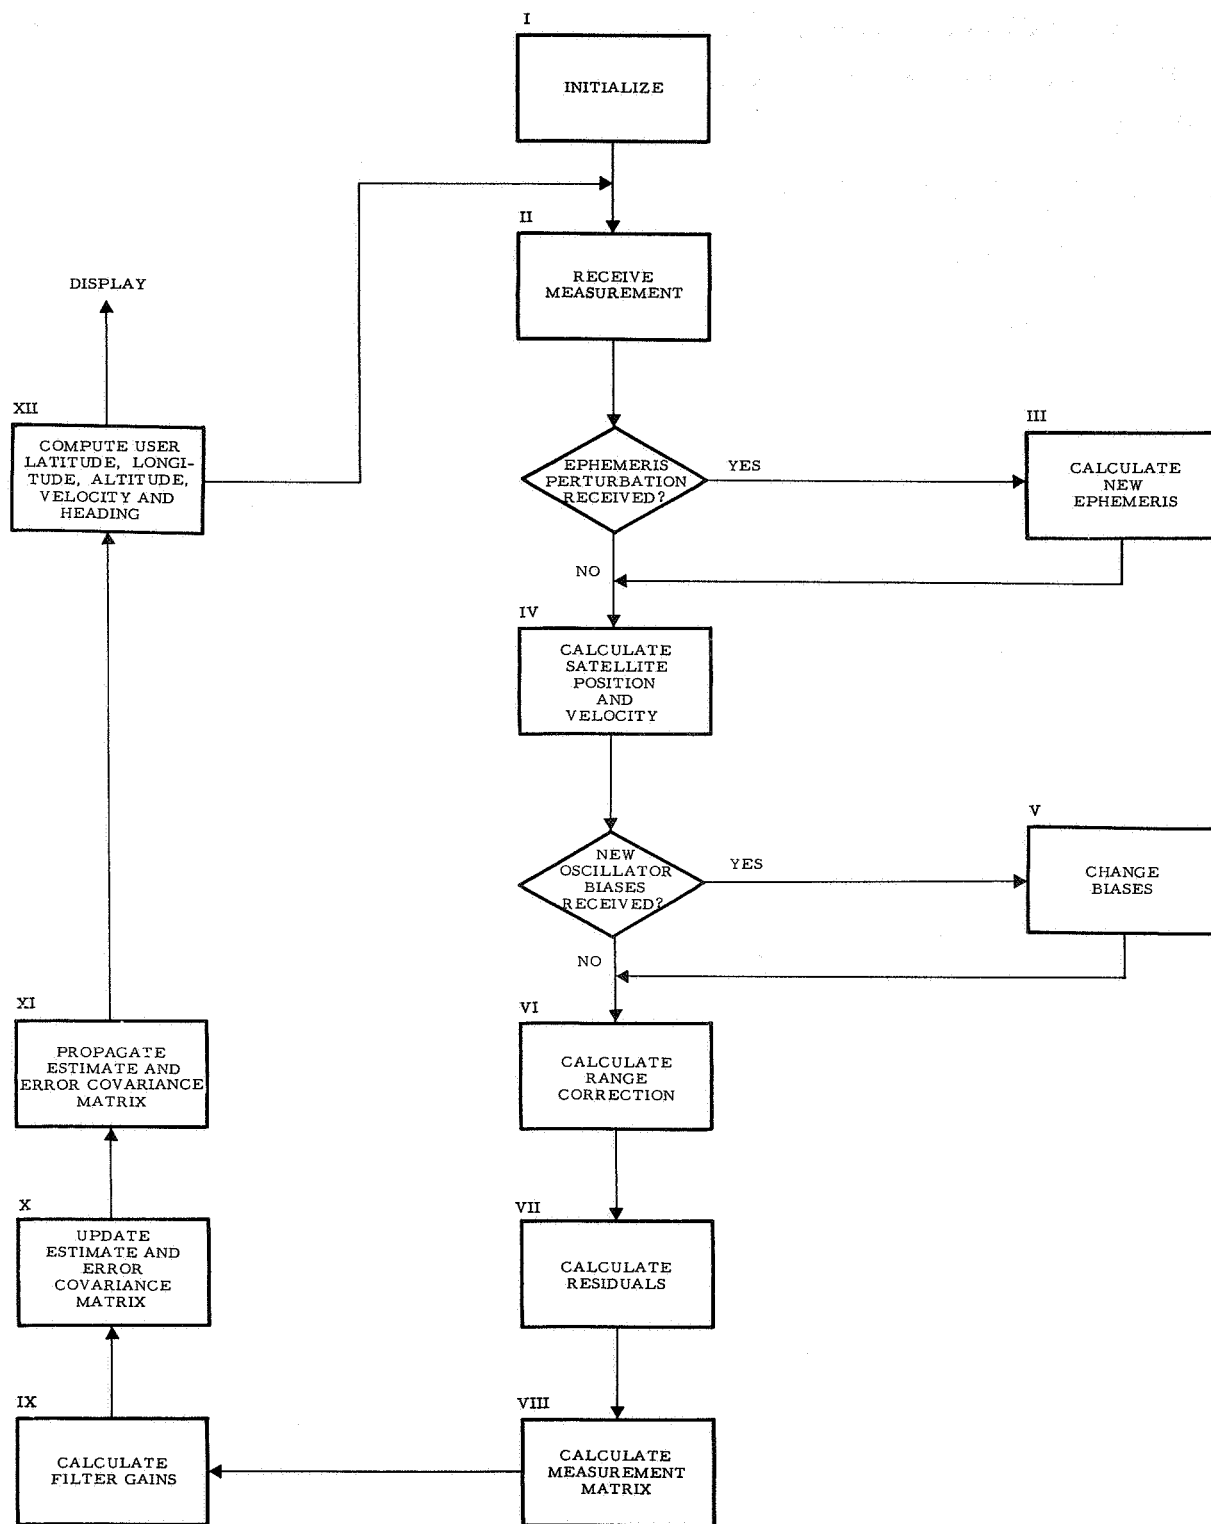 I
INITIALIZE
II
RECEIVE
MEASUREMENT
DISPLAY
XII
COMPUTE USER
LATITUDE, LONGI-
TUDE, ALTITUDE,
VELOCITY AND
HEADING
EPHEMERIS
PERTURBATION
RECEIVED?
YES
III
CALCULATE
NEW
EPHEMERIS
NO
IV
CALCULATE
SATELLITE
POSITION
AND
VELOCITY
NEW
OSCILLATOR
BIASES
RECEIVED?
YES
V
CHANGE
BIASES
NO
XI
PROPAGATE
ESTIMATE AND
ERROR COVARIANCE
MATRIX
VI
CALCULATE
RANGE
CORRECTION
X
UPDATE
ESTIMATE AND
ERROR
COVARIANCE
MATRIX
VII
CALCULATE
RESIDUALS
IX
CALCULATE
FILTER GAINS
VIII
CALCULATE
MEASUREMENT
MATRIX